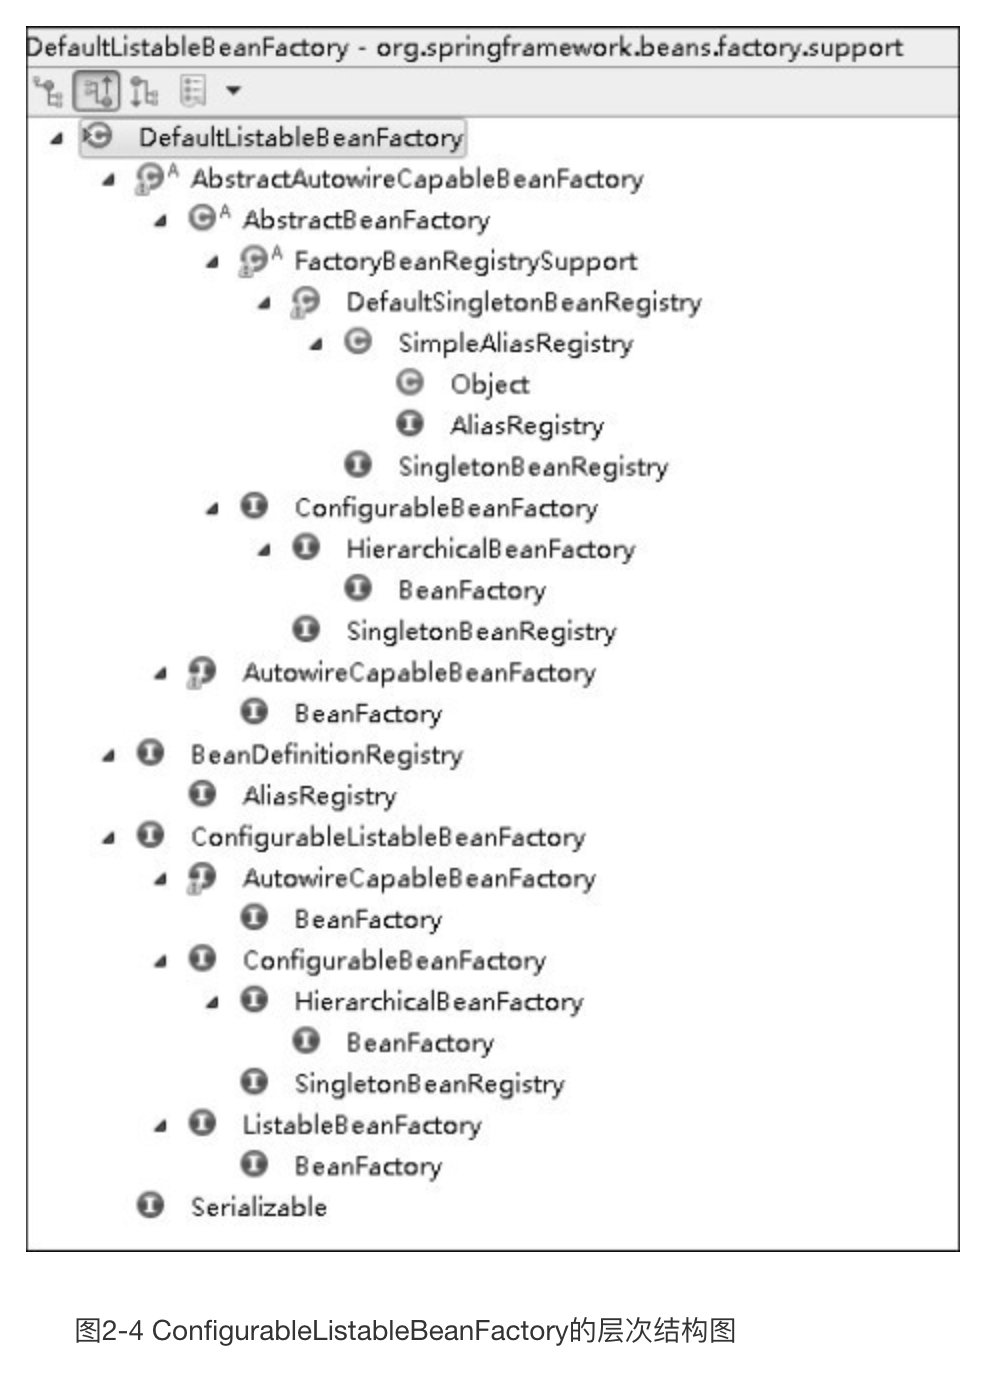 DefaultListableBeanFactory - org.springframework.beans.factory.support
DefaultListableBeanFactory
AbstractAutowireCapableBeanFactory
AbstractBeanFactory
FactoryBeanRegistrySupport
DefaultSingletonBeanRegistry
SimpleAliasRegistry
Object
AliasRegistry
SingletonBeanRegistry
ConfigurableBeanFactory
HierarchicalBeanFactory
BeanFactory
SingletonBeanRegistry
AutowireCapableBeanFactory
BeanFactory
BeanDefinitionRegistry
AliasRegistry
ConfigurableListableBeanFactory
AutowireCapableBeanFactory
BeanFactory
ConfigurableBeanFactory
HierarchicalBeanFactory
BeanFactory
SingletonBeanRegistry
ListableBeanFactory
BeanFactory
Serializable
图2-4 ConfigurableListableBeanFactory的层次结构图